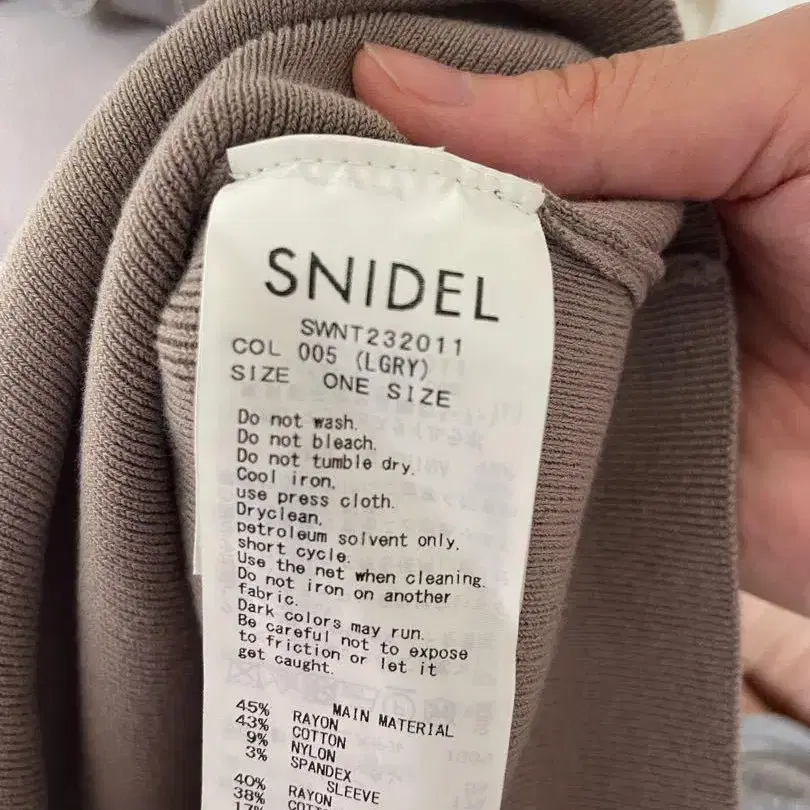 SNIDEL
SWNT232011
COL 005 (LGRY)
SIZE ONE SIZE
Do not wash.
Do not bleach.
Do not tumble dry.
Cool iron,
use press cloth.
Dryclean,
petroleum solvent only,
short cycle.
Use the net when cleaning.
Do not iron on another
fabric.
Dark colors may run.
Be careful not to expose
to friction or let it
get caught.
MAIN MATERIAL
45% RAYON
43% COTTON
9% NYLON
3% SPANDEX
SLEEVE
40% RAYON
38%